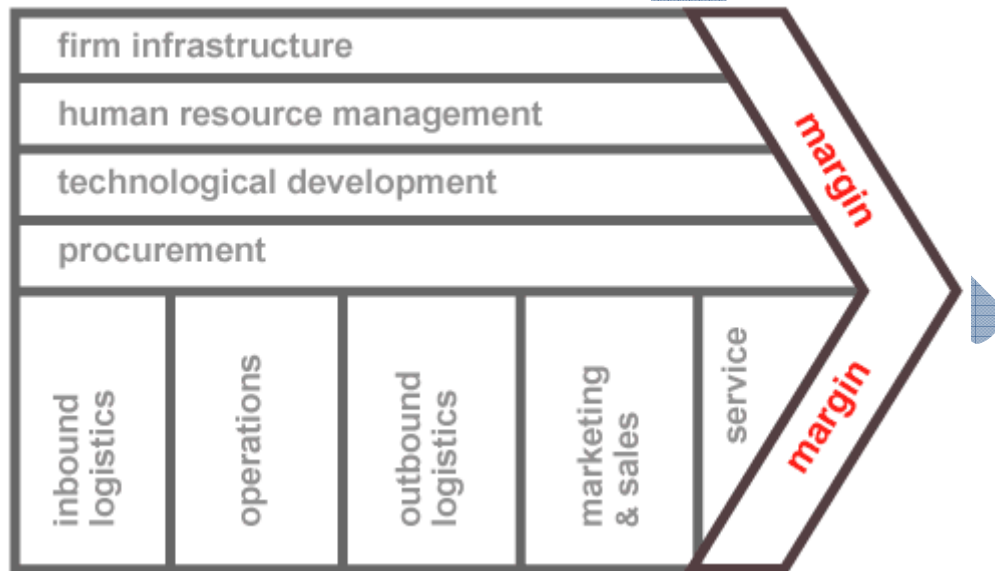 firm infrastructure
human resource management
technological development
procurement
inbound
logistics
operations
outbound
logistics
marketing
& sales
service
margin
margin